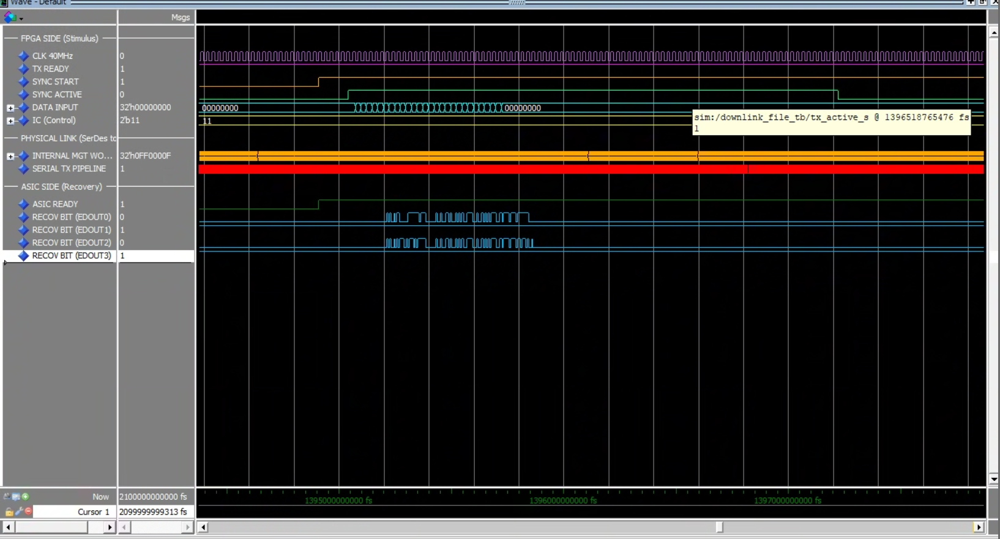 Wave - Default
Msgs
FPGA SIDE (Stimulus)
CLK 40MHz 0
TX READY 1
SYNC START 1
SYNC ACTIVE 0
DATA INPUT 32'h00000000 00000000 00000000
IC (Control) 2'b11 11
sim:/downlink_file_tb/tx_active_s @ 1396518765476 fs
1
PHYSICAL LINK (SerDes to
INTERNAL MGT WO... 32'h0FF0000F
SERIAL TX PIPELINE 1
ASIC SIDE (Recovery)
ASIC READY 1
RECOV BIT (EDOUT0) 0
RECOV BIT (EDOUT1) 1
RECOV BIT (EDOUT2) 0
RECOV BIT (EDOUT3) 1
Now 2100000000000 fs
1395000000000 fs 1396000000000 fs 1397000000000 fs
Cursor 1 2099999999313 fs